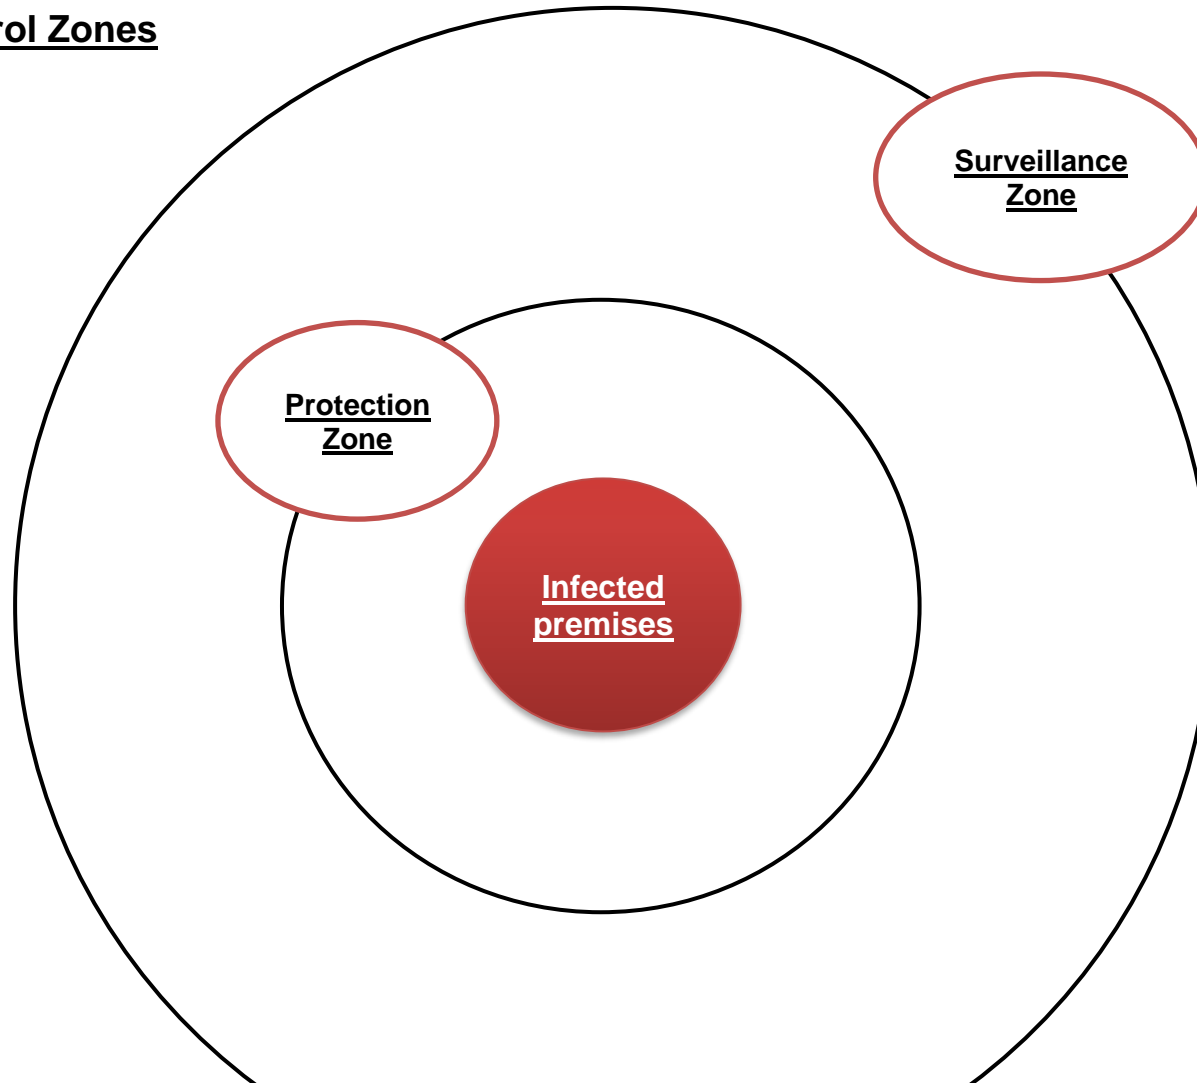 rol Zones
Surveillance
Zone
Protection
Zone
Infected
premises